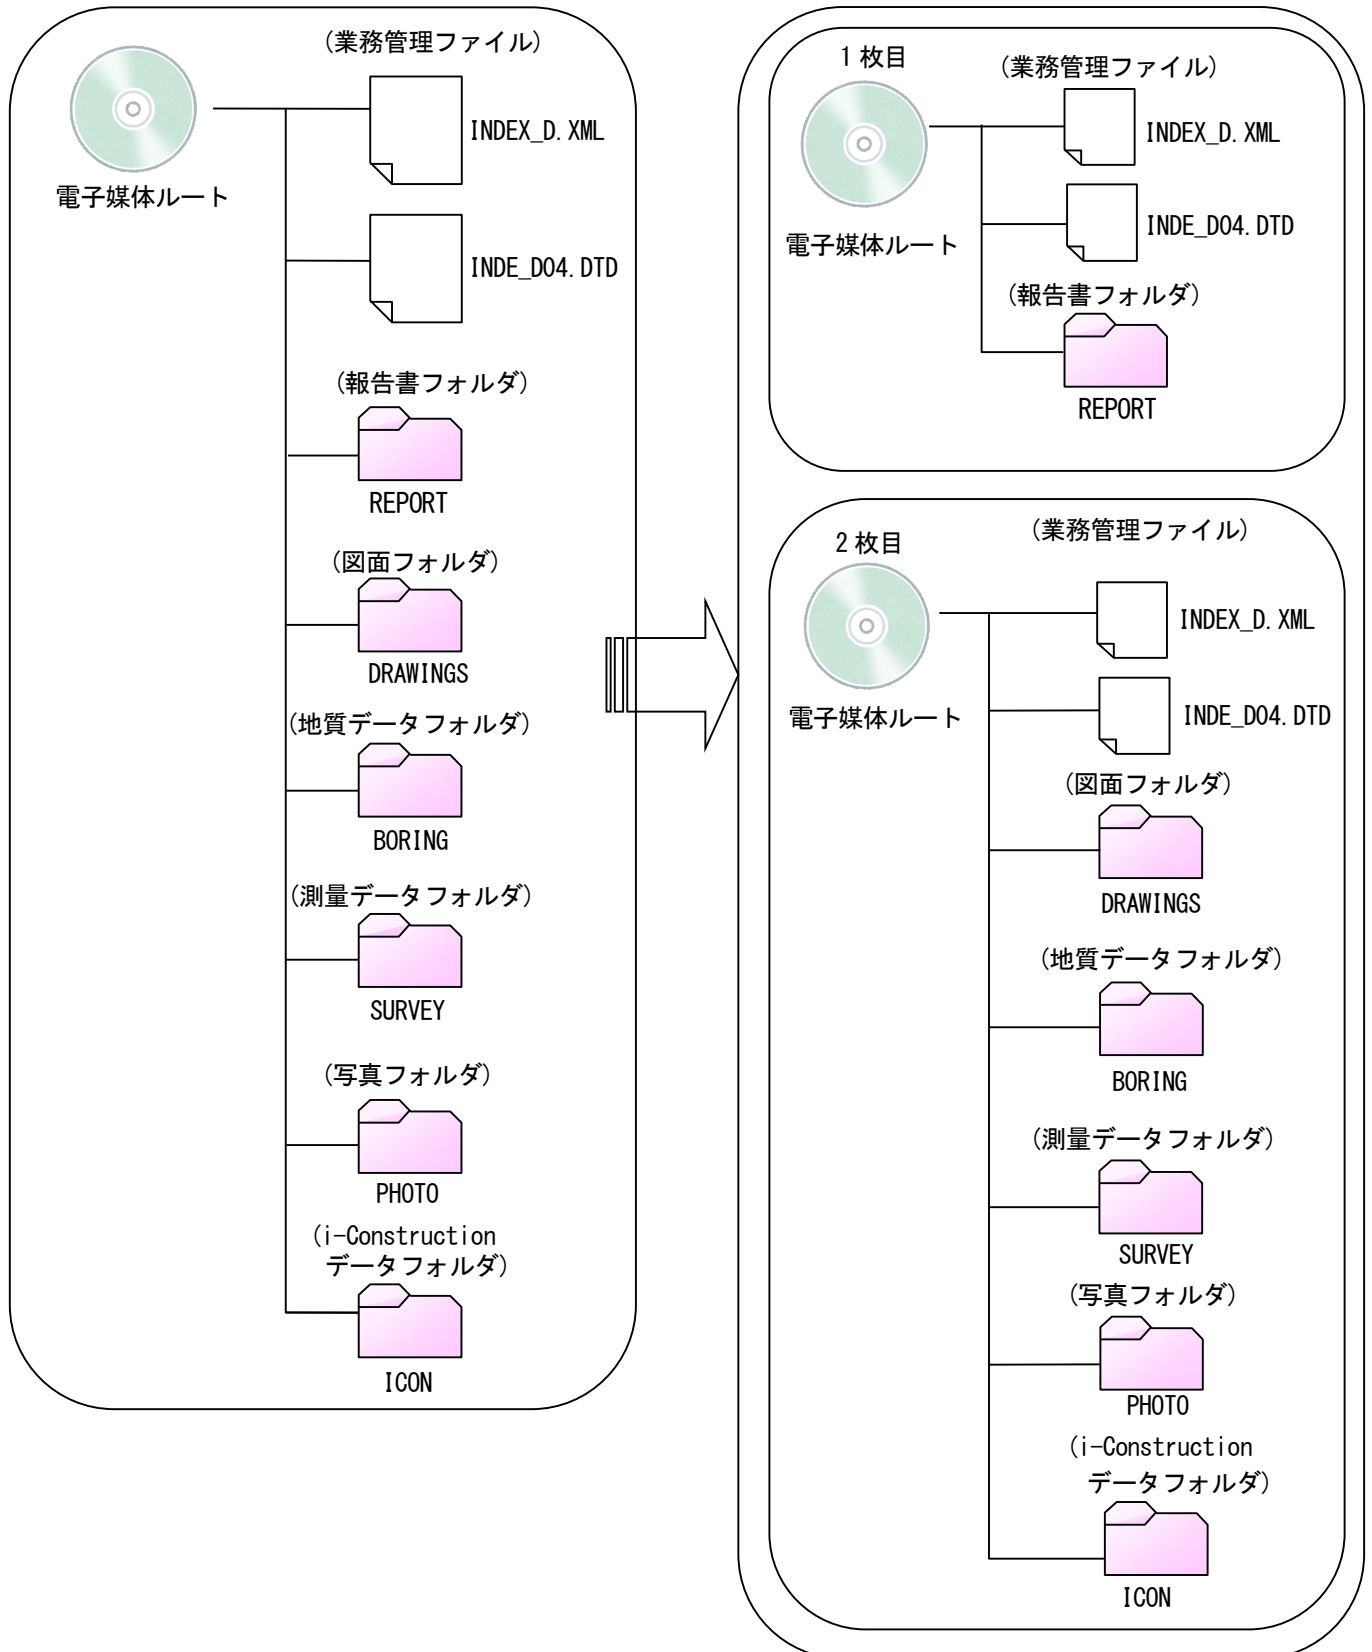 (業務管理ファイル)
INDEX_D.XML
電子媒体ルート
INDE_D04.DTD
(報告書フォルダ)
REPORT
(図面フォルダ)
DRAWINGS
(地質データフォルダ)
BORING
(測量データフォルダ)
SURVEY
(写真フォルダ)
PHOTO
(i-Construction
データフォルダ)
ICON
1枚目
(業務管理ファイル)
INDEX_D.XML
電子媒体ルート
INDE_D04.DTD
(報告書フォルダ)
REPORT
2枚目
(業務管理ファイル)
INDEX_D.XML
電子媒体ルート
INDE_D04.DTD
(図面フォルダ)
DRAWINGS
(地質データフォルダ)
BORING
(測量データフォルダ)
SURVEY
(写真フォルダ)
PHOTO
(i-Construction
データフォルダ)
ICON